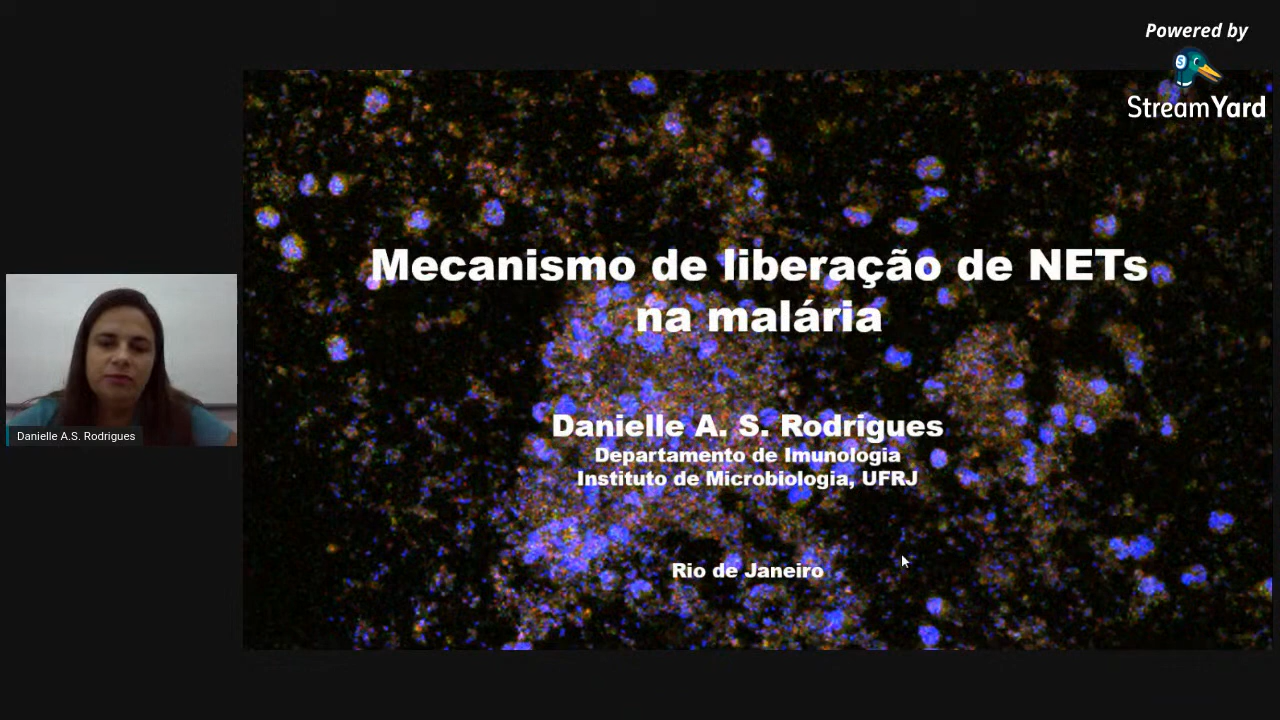 Powered by
StreamYard
Mecanismo de liberação de NETs
na malária
Danielle A. S. Rodrigues
Departamento de Imunologia
Instituto de Microbiologia, UFRJ
Rio de Janeiro
Danielle A.S. Rodrigues